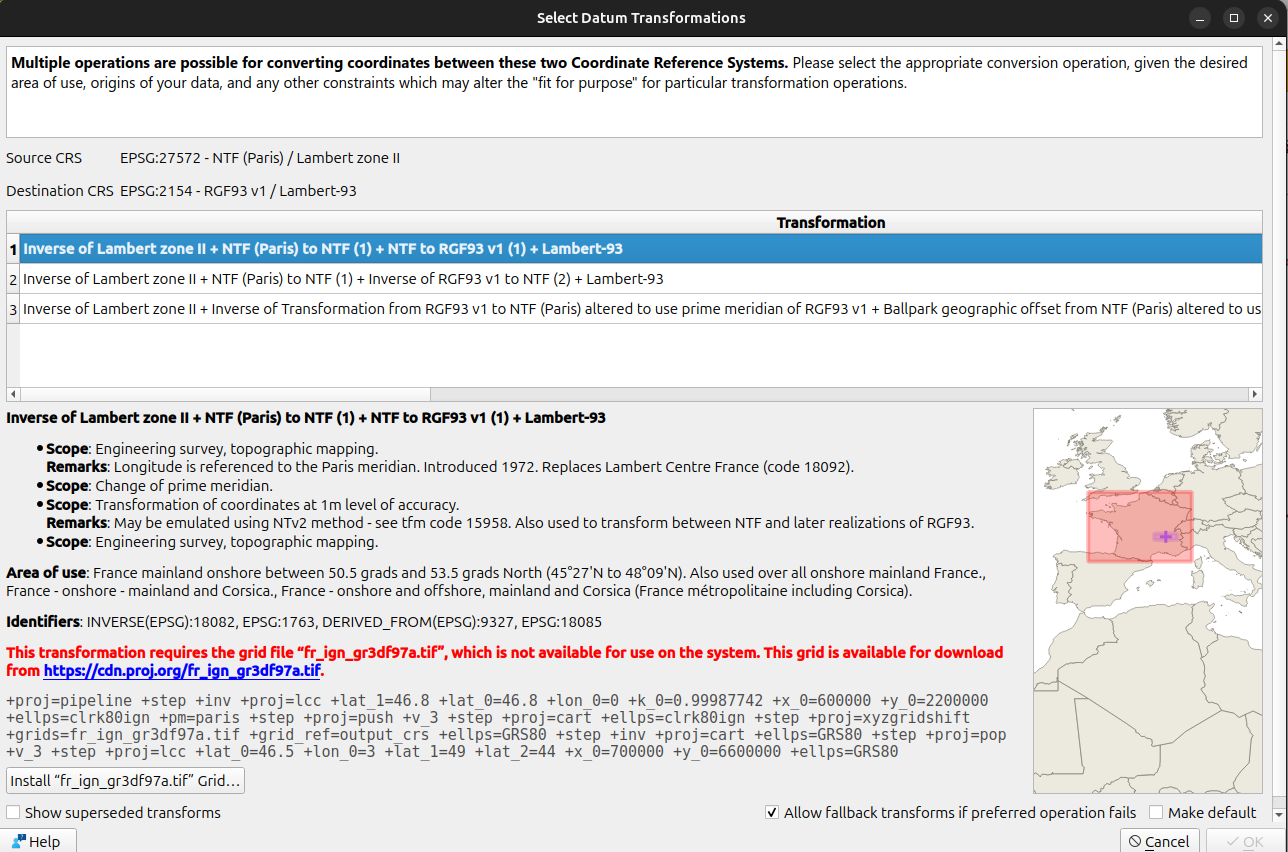 Select Datum Transformations
Multiple operations are possible for converting coordinates between these two Coordinate Reference Systems. Please select the appropriate conversion operation, given the desired
area of use, origins of your data, and any other constraints which may alter the "fit for purpose" for particular transformation operations.
Source CRS EPSG:27572 - NTF (Paris) / Lambert zone II
Destination CRS EPSG:2154 - RGF93 v1 / Lambert-93
Transformation
1 Inverse of Lambert zone II + NTF (Paris) to NTF (1) + NTF to RGF93 v1 (1) + Lambert-93
2 Inverse of Lambert zone II + NTF (Paris) to NTF (1) + Inverse of RGF93 v1 to NTF (2) + Lambert-93
3 Inverse of Lambert zone II + Inverse of Transformation from RGF93 v1 to NTF (Paris) altered to use prime meridian of RGF93 v1 + Ballpark geographic offset from NTF (Paris) altered to us
Inverse of Lambert zone II + NTF (Paris) to NTF (1) + NTF to RGF93 v1 (1) + Lambert-93
• Scope: Engineering survey, topographic mapping.
Remarks: Longitude is referenced to the Paris meridian. Introduced 1972. Replaces Lambert Centre France (code 18092).
• Scope: Change of prime meridian.
• Scope: Transformation of coordinates at 1m level of accuracy.
Remarks: May be emulated using NTv2 method - see tfm code 15958. Also used to transform between NTF and later realizations of RGF93.
• Scope: Engineering survey, topographic mapping.
Area of use: France mainland onshore between 50.5 grads and 53.5 grads North (45°27'N to 48°09'N). Also used over all onshore mainland France.,
France - onshore - mainland and Corsica., France - onshore and offshore, mainland and Corsica (France métropolitaine including Corsica).
Identifiers: INVERSE(EPSG):18082, EPSG:1763, DERIVED_FROM(EPSG):9327, EPSG:18085
This transformation requires the grid file “fr_ign_gr3df97a.tif”, which is not available for use on the system. This grid is available for download
from https://cdn.proj.org/fr_ign_gr3df97a.tif.
+proj=pipeline +step +inv +proj=lcc +lat_1=46.8 +lat_0=46.8 +lon_0=0 +k_0=0.99987742 +x_0=600000 +y_0=2200000
+ellps=clrk80ign +pm=paris +step +proj=push +v_3 +step +proj=cart +ellps=clrk80ign +step +proj=xyzgridshift
+grids=fr_ign_gr3df97a.tif +grid_ref=output_crs +ellps=GRS80 +step +inv +proj=cart +ellps=GRS80 +step +proj=pop
+v_3 +step +proj=lcc +lat_0=46.5 +lon_0=3 +lat_1=49 +lat_2=44 +x_0=700000 +y_0=6600000 +ellps=GRS80
Install “fr_ign_gr3df97a.tif” Grid…
Show superseded transforms
Allow fallback transforms if preferred operation fails
Make default
Help
Cancel
OK